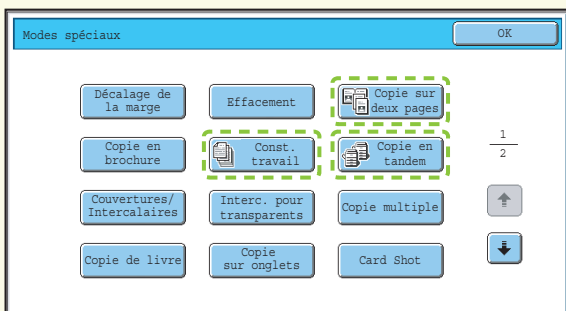 Modes spéciaux
OK
Décalage de
la marge
Effacement
Copie sur
deux pages
Copie en
brochure
Const.
travail
Copie en
tandem
1
2
Couvertures/
Intercalaires
Interc. pour
transparents
Copie multiple
Copie de livre
Copie
sur onglets
Card Shot